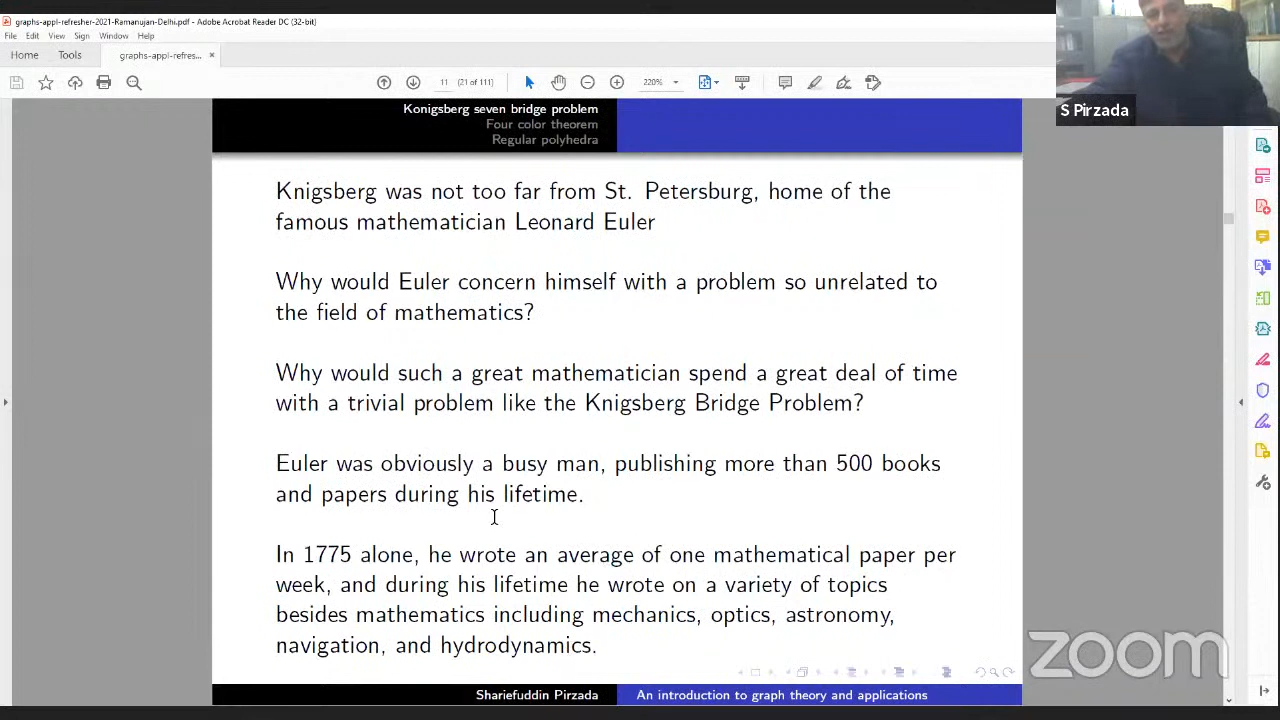 graphs-appl-refresher-2021-Ramanujan-Delhi.pdf - Adobe Acrobat Reader DC (32-bit)
File Edit View Sign Window Help
Home Tools graphs-appl-refres... ×
11 (21 of 111) 220%
S Pirzada
Konigsberg seven bridge problem
Four color theorem
Regular polyhedra
Knigsberg was not too far from St. Petersburg, home of the
famous mathematician Leonard Euler
Why would Euler concern himself with a problem so unrelated to
the field of mathematics?
Why would such a great mathematician spend a great deal of time
with a trivial problem like the Knigsberg Bridge Problem?
Euler was obviously a busy man, publishing more than 500 books
and papers during his lifetime.
In 1775 alone, he wrote an average of one mathematical paper per
week, and during his lifetime he wrote on a variety of topics
besides mathematics including mechanics, optics, astronomy,
navigation, and hydrodynamics.
zoom
Shariefuddin Pirzada An introduction to graph theory and applications